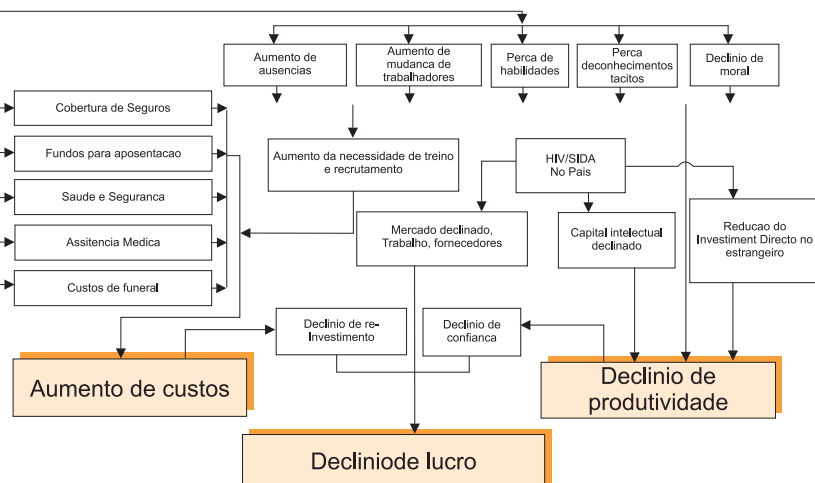 Aumento de
ausencias
Aumento de
mudanca de
trabalhadores
Perca de
habilidades
Perca
deconhecimentos
tacitos
Declinio de
moral
Cobertura de Seguros
Fundos para aposentacao
Saude e Seguranca
Assitencia Medica
Custos de funeral
Aumento da necessidade de treino
e recrutamento
HIV/SIDA
No Pais
Mercado declinado,
Trabalho, fornecedores
Capital intelectual
declinado
Reducao do
Investiment Directo no
estrangeiro
Declinio de re-
Investimento
Declinio de
confianca
Aumento de custos
Declinio de
produtividade
Decliniode lucro